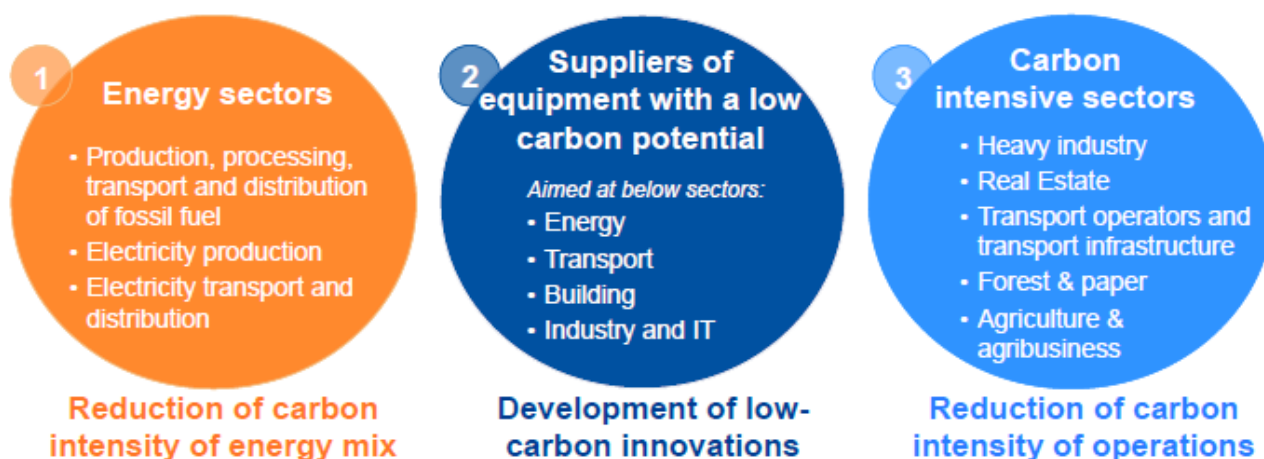 1
Energy sectors
• Production, processing,
transport and distribution
of fossil fuel
• Electricity production
• Electricity transport and
distribution
Reduction of carbon
intensity of energy mix
2
Suppliers of
equipment with a low
carbon potential
Aimed at below sectors:
• Energy
• Transport
• Building
• Industry and IT
Development of low-
carbon innovations
3
Carbon
intensive sectors
• Heavy industry
• Real Estate
• Transport operators and
transport infrastructure
• Forest & paper
• Agriculture &
agribusiness
Reduction of carbon
intensity of operations